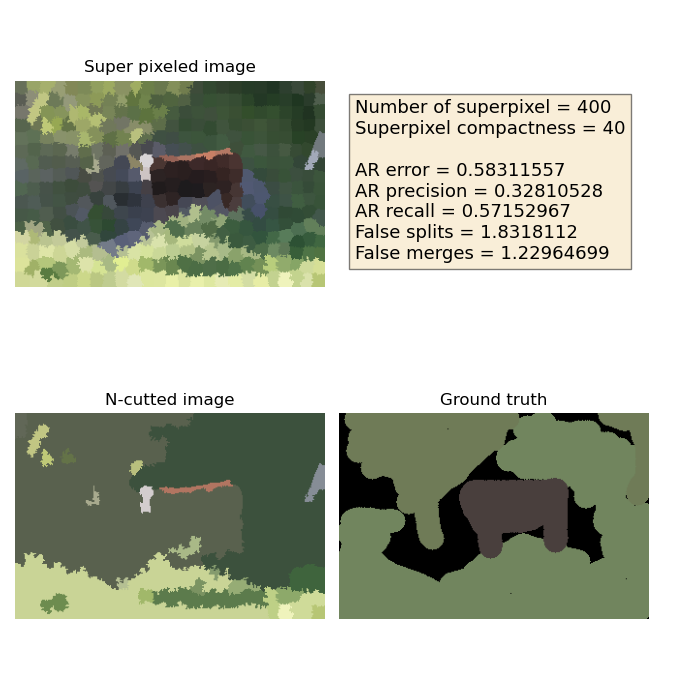 Super pixeled image
Number of superpixel = 400
Superpixel compactness = 40
AR error = 0.58311557
AR precision = 0.32810528
AR recall = 0.57152967
False splits = 1.8318112
False merges = 1.22964699
N-cutted image
Ground truth